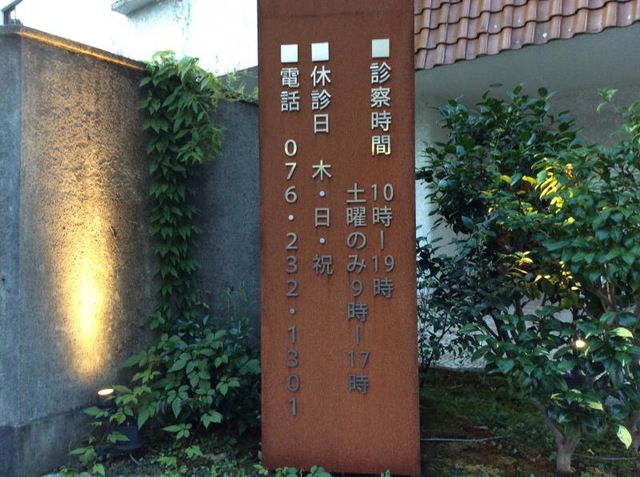 ■診察時間 10時ー19時
土曜のみ9時ー17時
■休診日 木・日・祝
■電話 076・232・1301